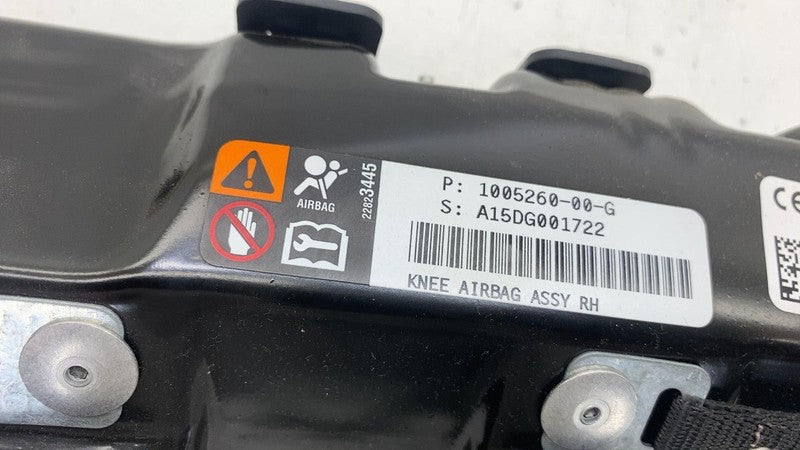 AIRBAG
22823445
P: 1005260-00-G
S: A15DG001722
KNEE AIRBAG ASSY RH
CE